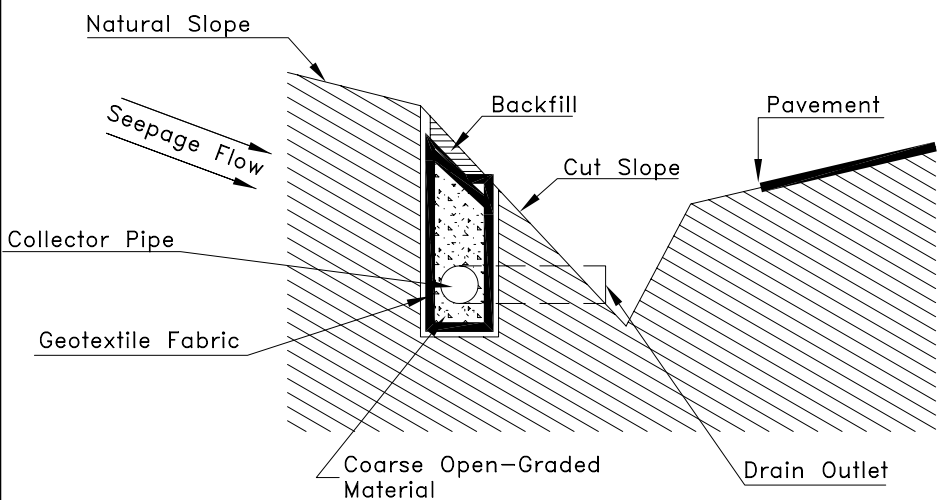 Natural Slope
Backfill
Pavement
Seepage Flow
Cut Slope
Collector Pipe
Geotextile Fabric
Coarse Open-Graded
Material
Drain Outlet